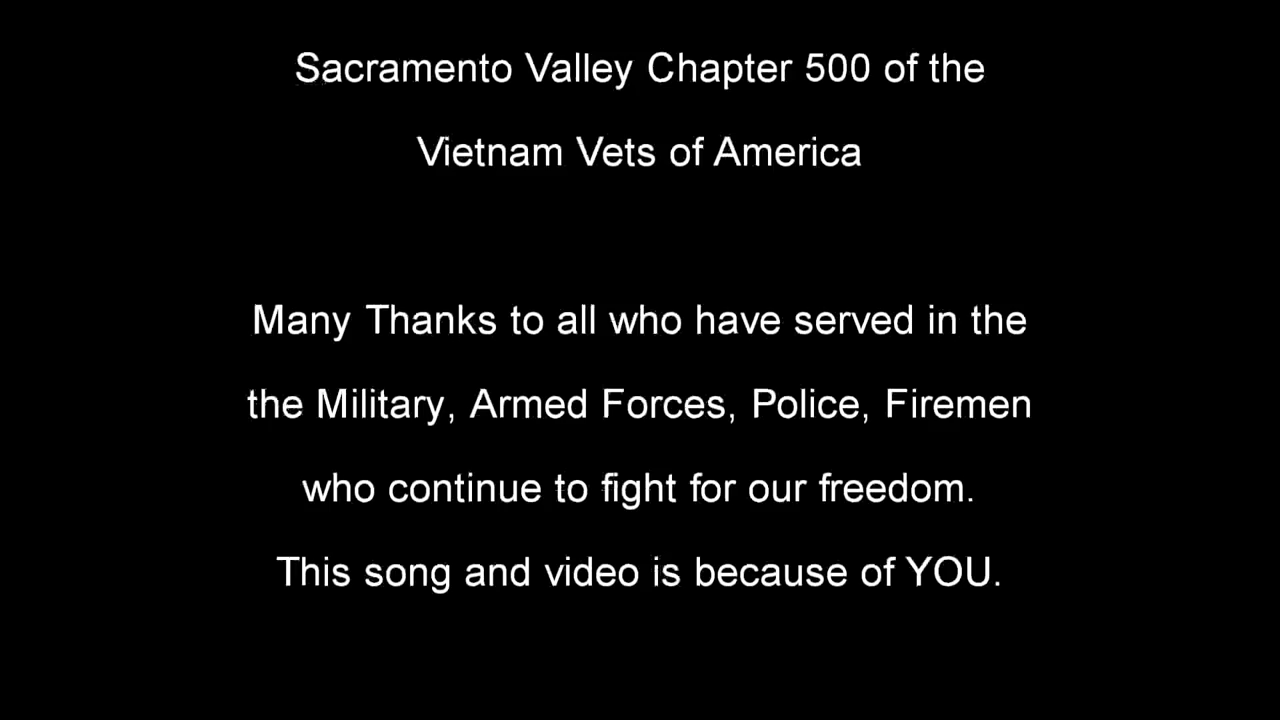 Sacramento Valley Chapter 500 of the
Vietnam Vets of America
Many Thanks to all who have served in the
the Military, Armed Forces, Police, Firemen
who continue to fight for our freedom.
This song and video is because of YOU.